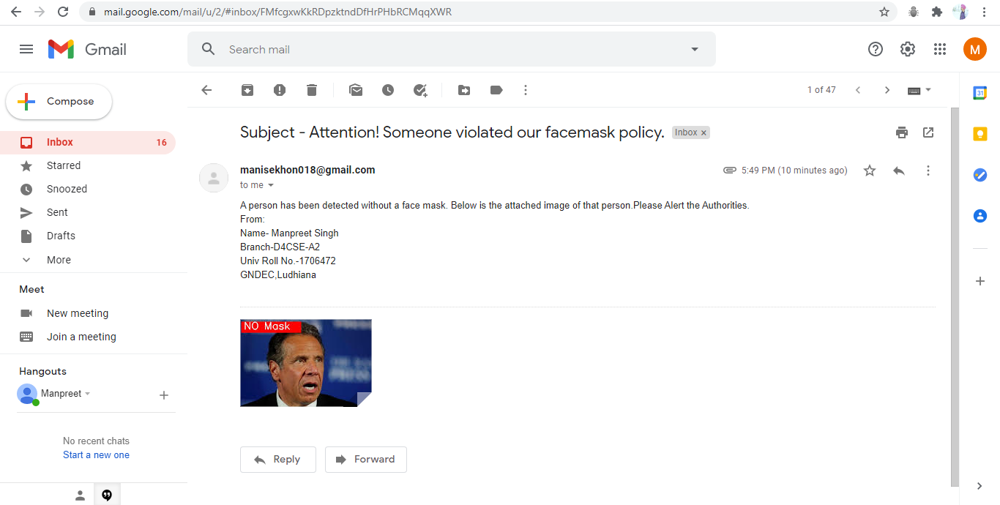 mail.google.com/mail/u/2/#inbox/FMfcgxwKkRDpzktndDfHrPHbRCMqqXWR
Gmail
Search mail
M
Compose
1 of 47
31
Inbox 16
Subject - Attention! Someone violated our facemask policy. Inbox x
Starred
manisekhon018@gmail.com 5:49 PM (10 minutes ago)
to me
Snoozed
Sent
Drafts
More
A person has been detected without a face mask. Below is the attached image of that person.Please Alert the Authorities.
From:
Name- Manpreet Singh
Branch-D4CSE-A2
Univ Roll No.-1706472
GNDEC,Ludhiana
Meet
New meeting
Join a meeting
NO Mask
Hangouts
Manpreet
No recent chats
Start a new one
Reply
Forward